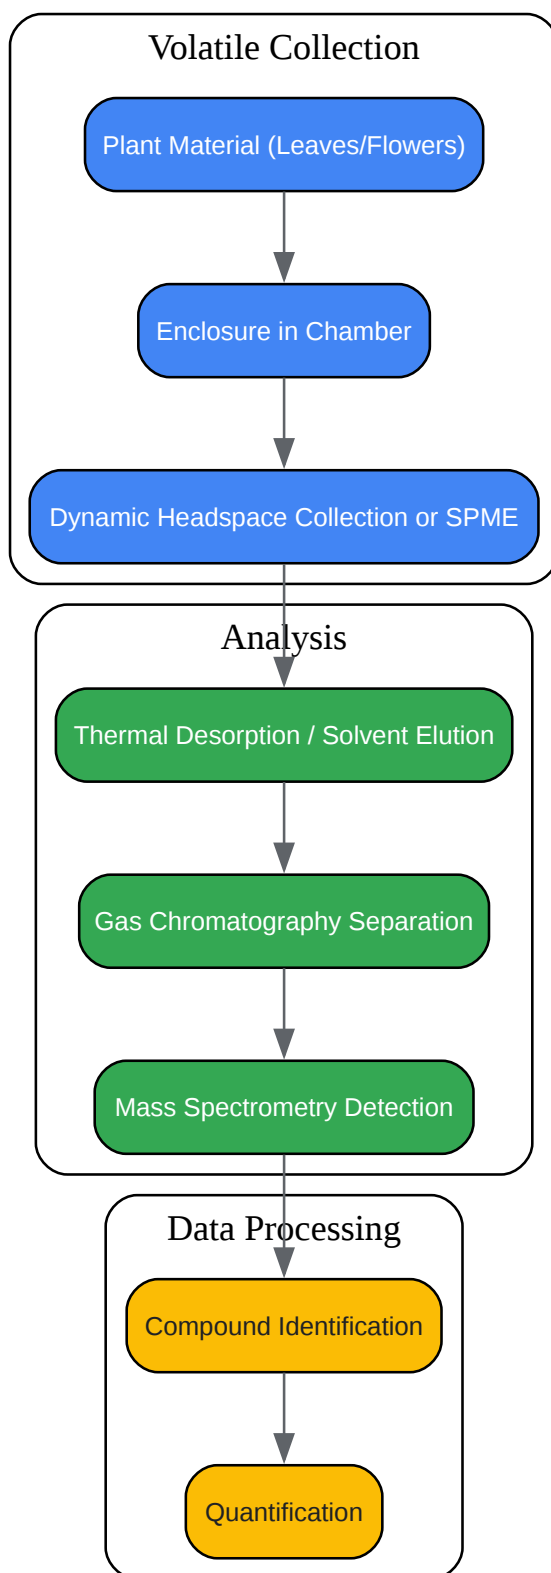 Volatile Collection
Plant Material (Leaves/Flowers)
Enclosure in Chamber
Dynamic Headspace Collection or SPME
Analysis
Thermal Desorption / Solvent Elution
Gas Chromatography Separation
Mass Spectrometry Detection
Data Processing
Compound Identification
Quantification